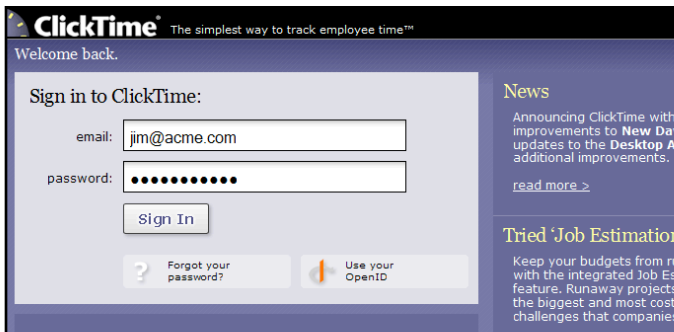 ClickTime® The simplest way to track employee time™
Welcome back.
Sign in to ClickTime:
email: jim@acme.com
password: ●●●●●●●●●●●
Sign In
? Forgot your
password?
Use your
OpenID
News
Announcing ClickTime with
improvements to New Da
updates to the Desktop A
additional improvements.
read more >
Tried ‘Job Estimation
Keep your budgets from ru
with the integrated Job Es
feature. Runaway projects
the biggest and most cost
challenges that companies